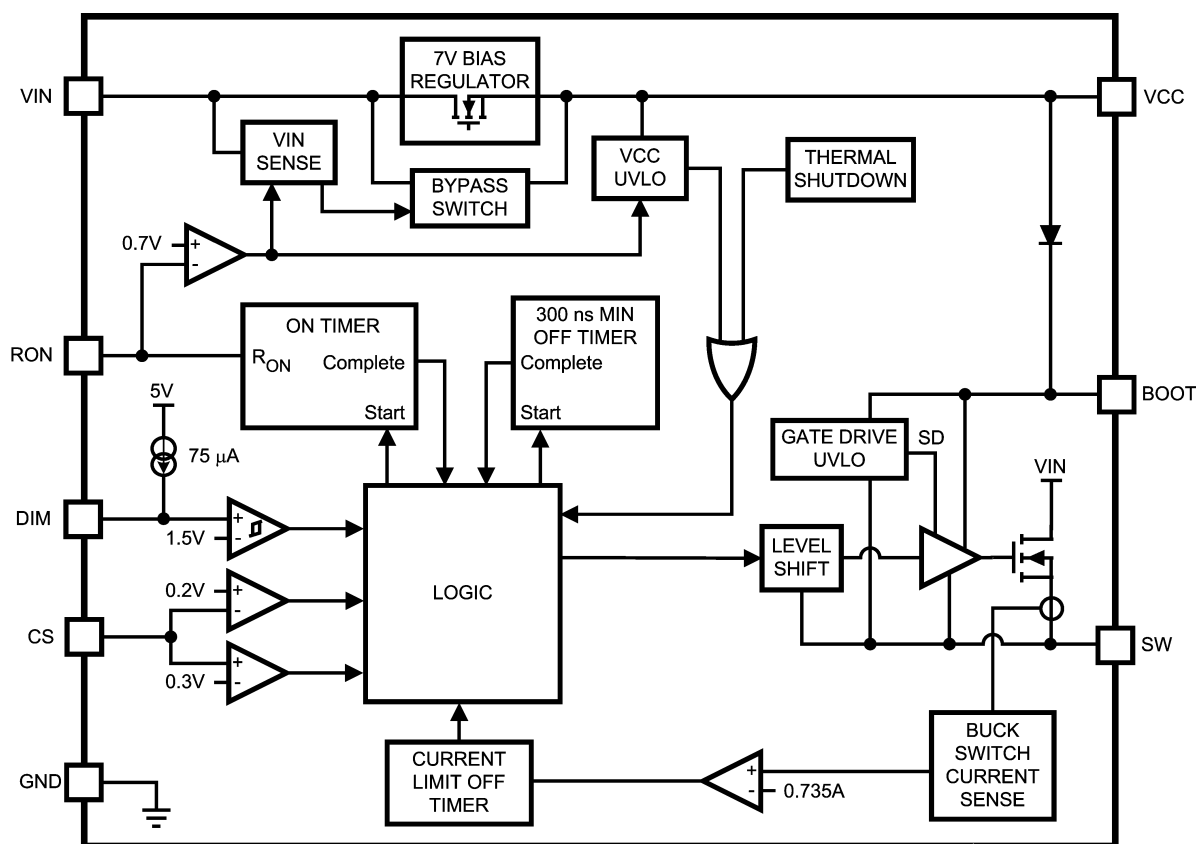 7V BIAS
REGULATOR
VIN
VCC
VIN
SENSE
BYPASS
SWITCH
VCC
UVLO
THERMAL
SHUTDOWN
0.7V
+
-
ON TIMER
RON
Complete
Start
300 ns MIN
OFF TIMER
Complete
Start
RON
BOOT
5V
75 μA
GATE DRIVE
UVLO
SD
VIN
DIM
+
1.5V
-
LEVEL
SHIFT
LOGIC
0.2V
+
-
CS
+
0.3V
-
SW
GND
CURRENT
LIMIT OFF
TIMER
+
-
0.735A
BUCK
SWITCH
CURRENT
SENSE